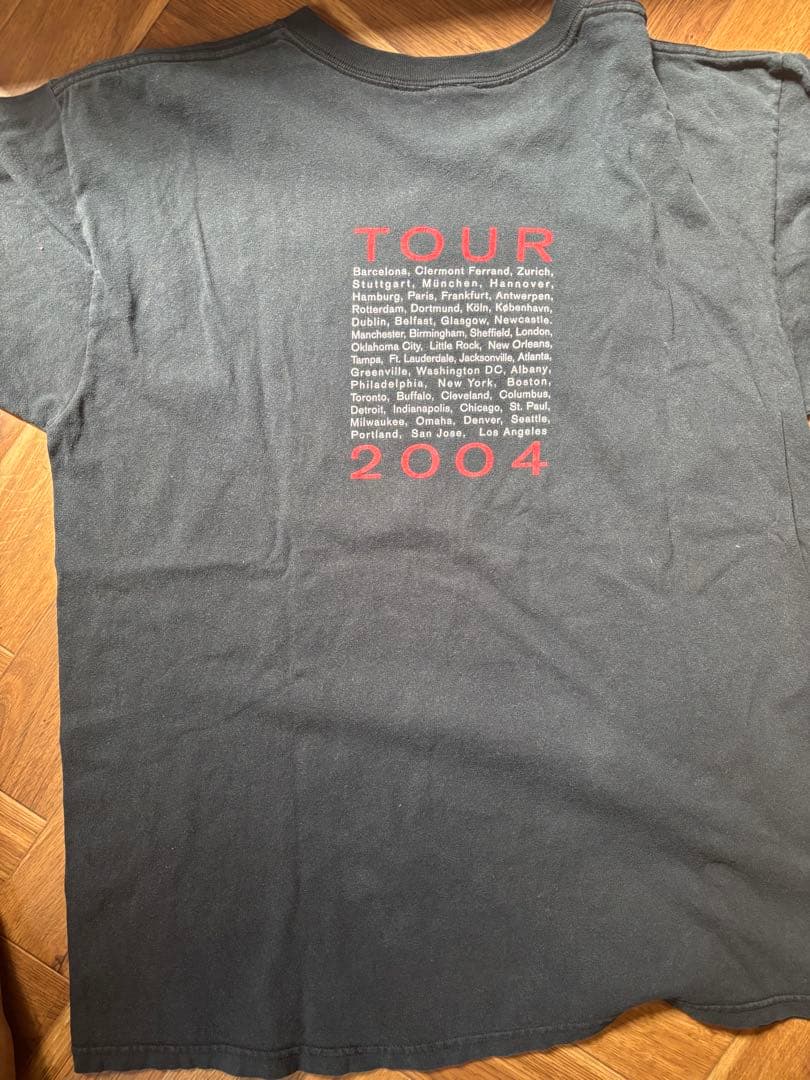 TOUR
Barcelona, Clermont Ferrand, Zurich,
Stuttgart, München, Hannover,
Hamburg, Paris, Frankfurt, Antwerpen,
Rotterdam, Dortmund, Köln, København,
Dublin, Belfast, Glasgow, Newcastle.
Manchester, Birmingham, Sheffield, London,
Oklahoma City, Little Rock, New Orleans,
Tampa, Ft. Lauderdale, Jacksonville, Atlanta,
Greenville, Washington DC, Albany,
Philadelphia, New York, Boston,
Toronto, Buffalo, Cleveland, Columbus,
Detroit, Indianapolis, Chicago, St. Paul,
Milwaukee, Omaha, Denver, Seattle,
Portland, San Jose, Los Angeles
2004